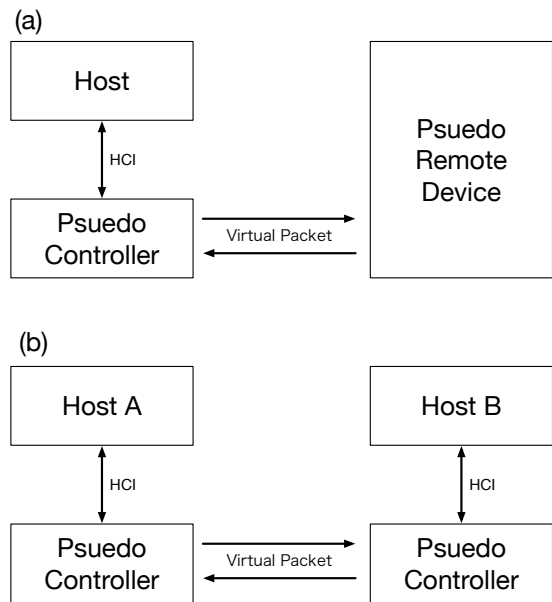 (a)
Host
HCI
Psuedo
Controller
Virtual Packet
Psuedo
Remote
Device
(b)
Host A
Host B
HCI
HCI
Psuedo
Controller
Virtual Packet
Psuedo
Controller